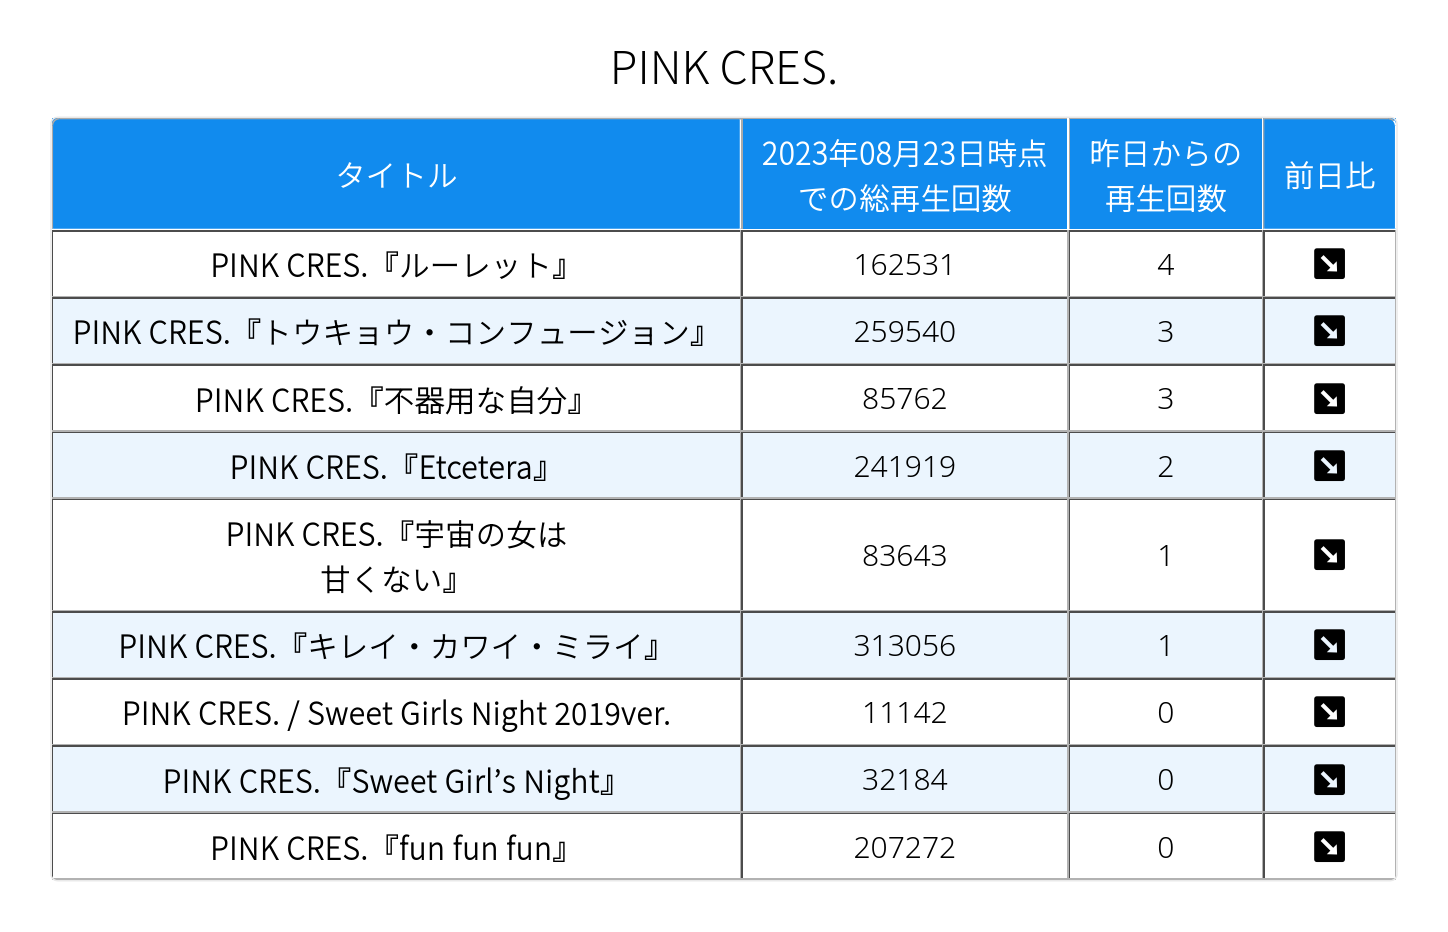 PINK CRES.
タイトル
2023年08月23日時点
での総再生回数
昨日からの
再生回数
前日比
PINK CRES.『ルーレット』 162531 4
PINK CRES.『トウキョウ・コンフュージョン』 259540 3
PINK CRES.『不器用な自分』 85762 3
PINK CRES.『Etcetera』 241919 2
PINK CRES.『宇宙の女は
甘くない』 83643 1
PINK CRES.『キレイ・カワイ・ミライ』 313056 1
PINK CRES. / Sweet Girls Night 2019ver. 11142 0
PINK CRES.『Sweet Girl’s Night』 32184 0
PINK CRES.『fun fun fun』 207272 0